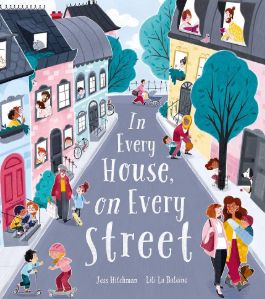 In
Every
House,
on Every
Street
Jess Hitchman Lili La Baleine